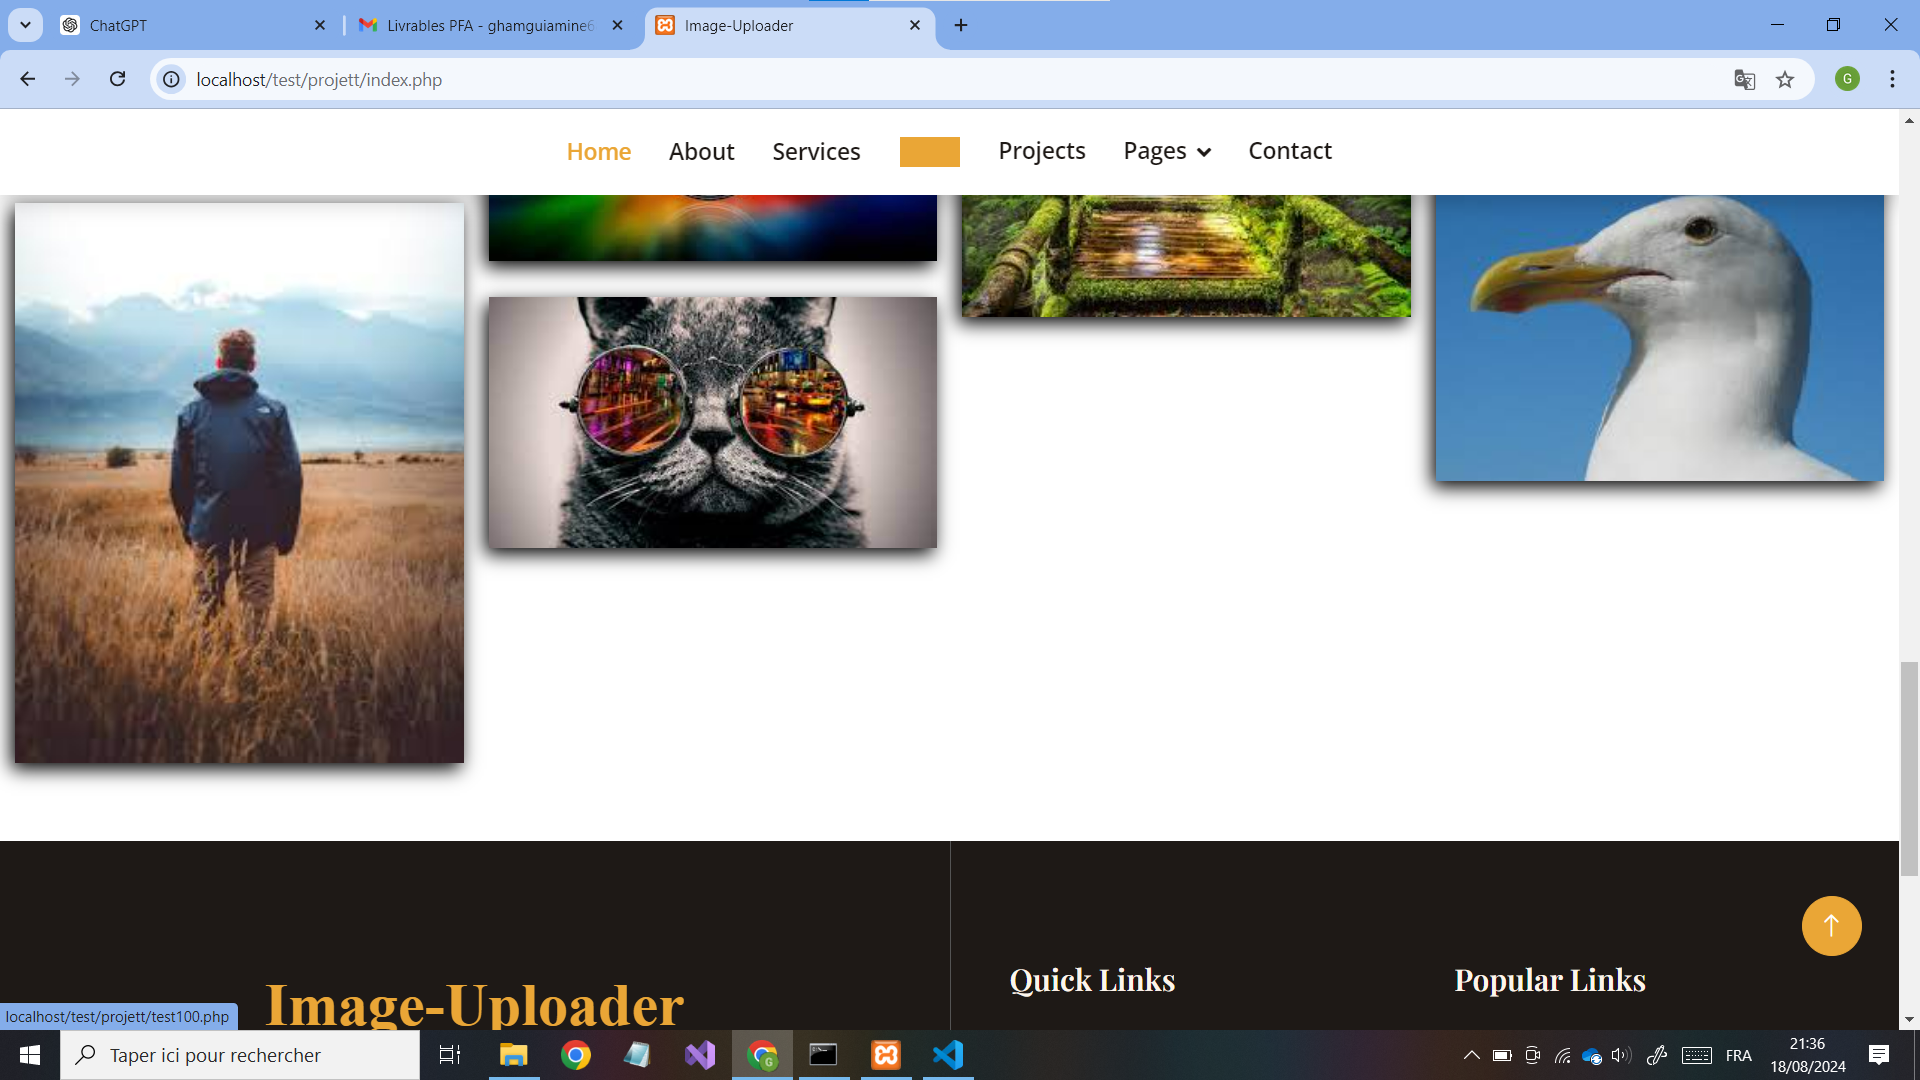 ChatGPT
Livrables PFA - ghamguiamine6
Image-Uploader
localhost/test/projett/index.php
G
Home
About
Services
Projects
Pages
Contact
Image-Uploader
Quick Links
Popular Links
localhost/test/projett/test100.php
Taper ici pour rechercher
G
FRA
21:36
18/08/2024